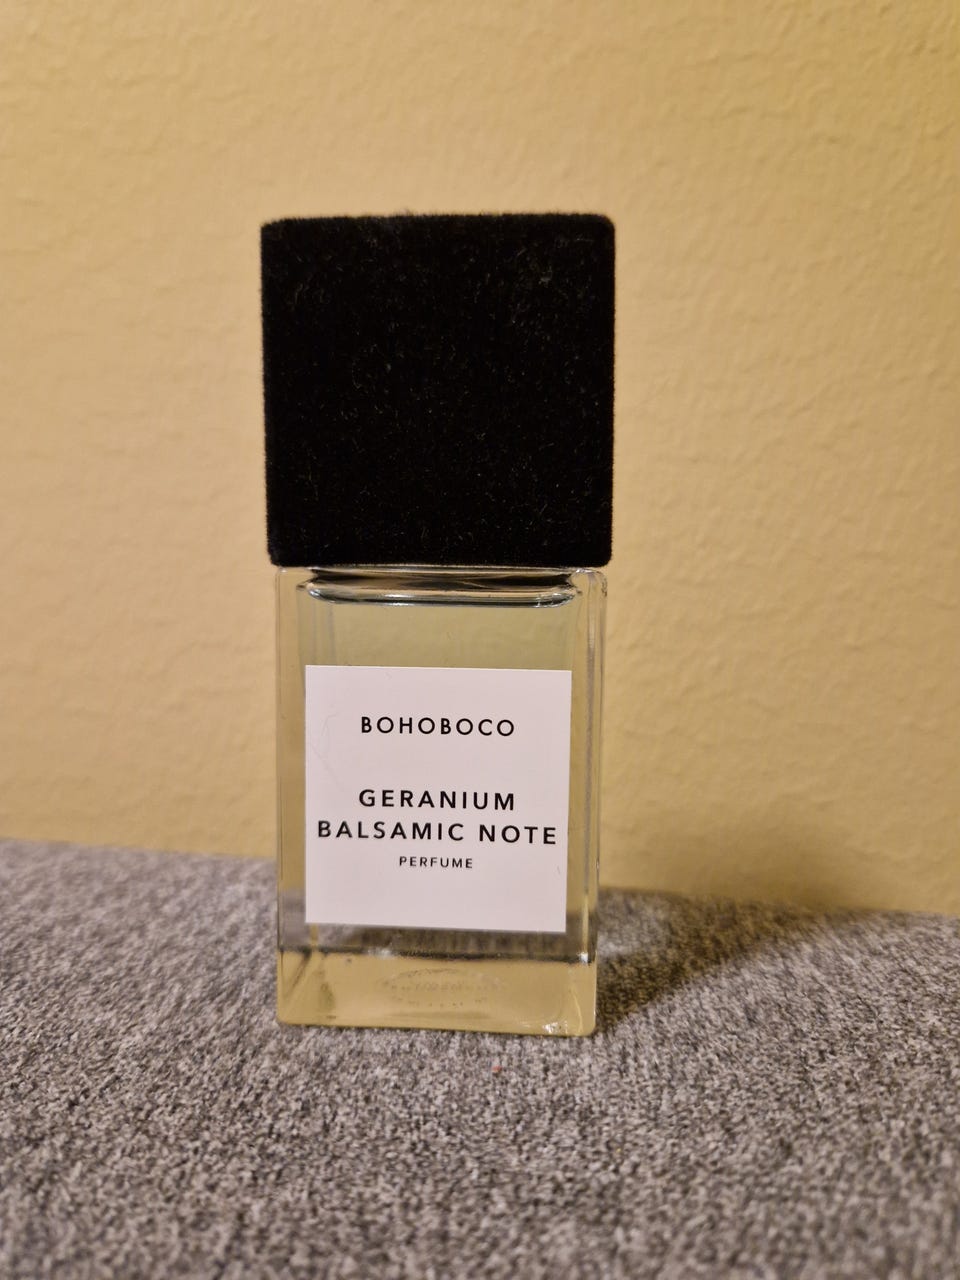 BOHOBOCO
GERANIUM
BALSAMIC NOTE
PERFUME